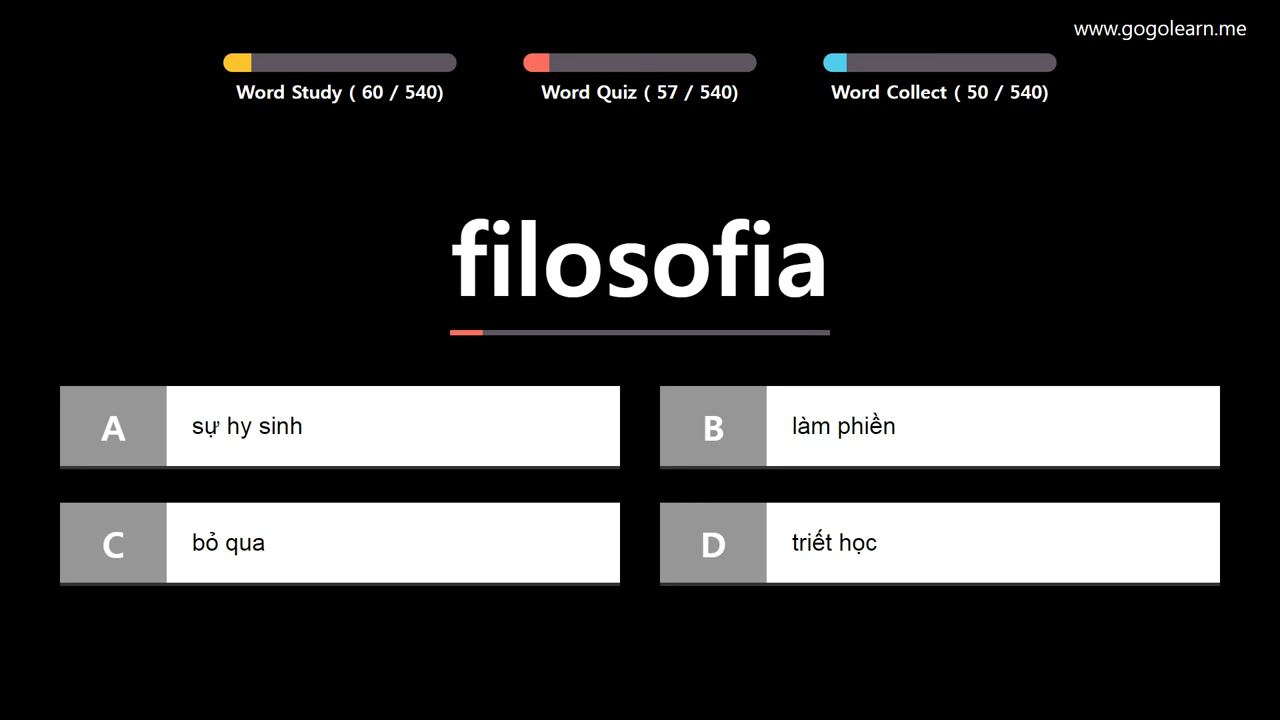 www.gogolearn.me
Word Study ( 60 / 540)
Word Quiz ( 57 / 540)
Word Collect ( 50 / 540)
filosofia
A sự hy sinh
B làm phiền
C bỏ qua
D triết học